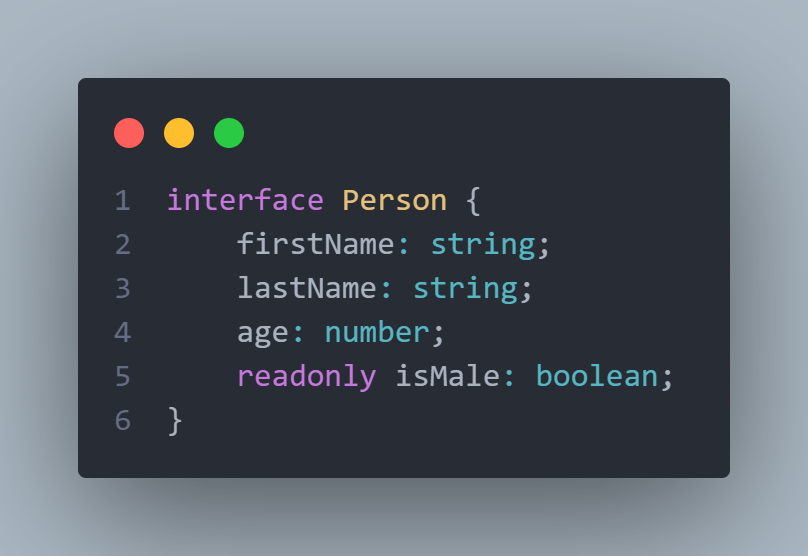 1 interface Person {
2 firstName: string;
3 lastName: string;
4 age: number;
5 readonly isMale: boolean;
6 }